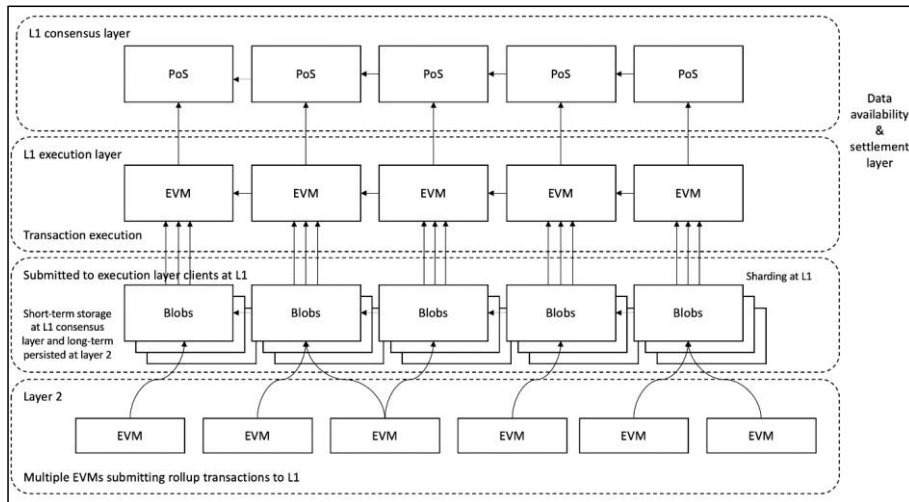 L1 consensus layer
PoS
PoS
PoS
PoS
PoS
Data
availability
&
settlement
layer
L1 execution layer
EVM
EVM
EVM
EVM
EVM
Transaction execution
Submitted to execution layer clients at L1
Sharding at L1
Short-term storage
at L1 consensus
layer and long-term
persisted at layer 2
Blobs
Blobs
Blobs
Blobs
Blobs
Layer 2
EVM
EVM
EVM
EVM
EVM
EVM
Multiple EVMs submitting rollup transactions to L1